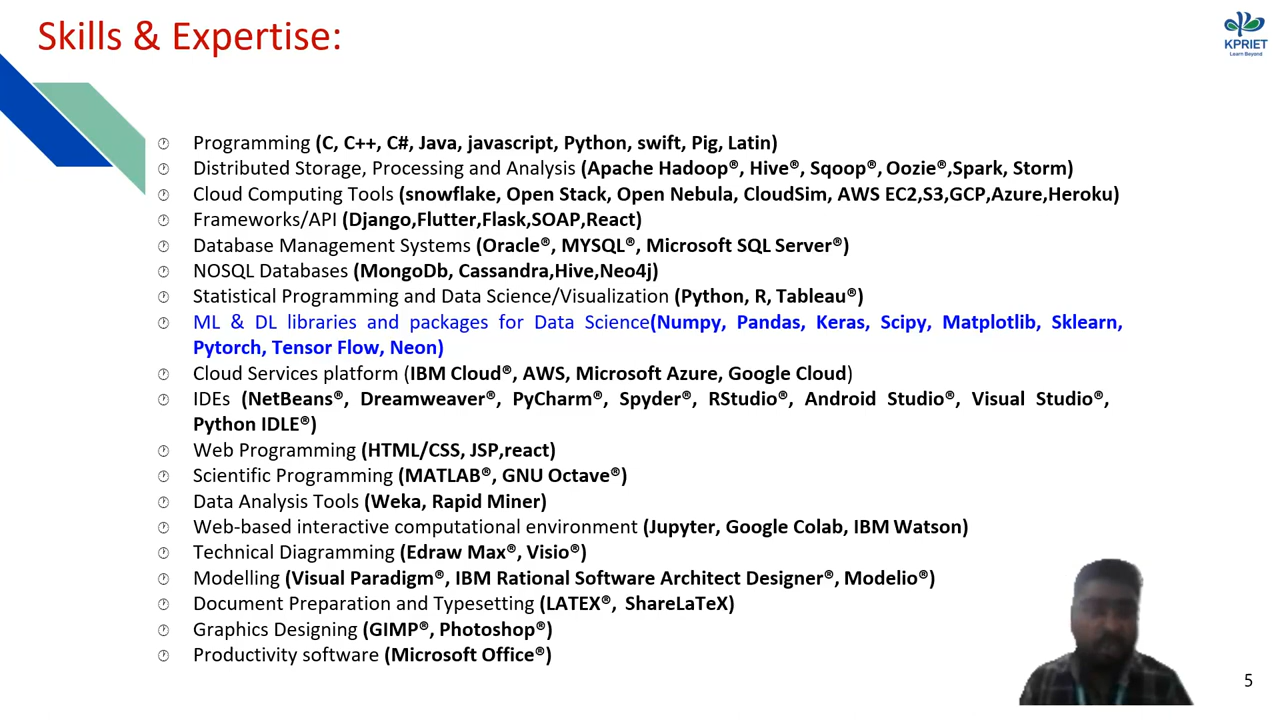 Skills & Expertise:
KPRIET
Learn Beyond
Programming (C, C++, C#, Java, javascript, Python, swift, Pig, Latin)
Distributed Storage, Processing and Analysis (Apache Hadoop®, Hive®, Sqoop®, Oozie®,Spark, Storm)
Cloud Computing Tools (snowflake, Open Stack, Open Nebula, CloudSim, AWS EC2,S3,GCP,Azure,Heroku)
Frameworks/API (Django,Flutter,Flask,SOAP,React)
Database Management Systems (Oracle®, MYSQL®, Microsoft SQL Server®)
NOSQL Databases (MongoDb, Cassandra,Hive,Neo4j)
Statistical Programming and Data Science/Visualization (Python, R, Tableau®)
ML & DL libraries and packages for Data Science(Numpy, Pandas, Keras, Scipy, Matplotlib, Sklearn,
Pytorch, Tensor Flow, Neon)
Cloud Services platform (IBM Cloud®, AWS, Microsoft Azure, Google Cloud)
IDEs (NetBeans®, Dreamweaver®, PyCharm®, Spyder®, RStudio®, Android Studio®, Visual Studio®,
Python IDLE®)
Web Programming (HTML/CSS, JSP,react)
Scientific Programming (MATLAB®, GNU Octave®)
Data Analysis Tools (Weka, Rapid Miner)
Web-based interactive computational environment (Jupyter, Google Colab, IBM Watson)
Technical Diagramming (Edraw Max®, Visio®)
Modelling (Visual Paradigm®, IBM Rational Software Architect Designer®, Modelio®)
Document Preparation and Typesetting (LATEX®, ShareLaTeX)
Graphics Designing (GIMP®, Photoshop®)
Productivity software (Microsoft Office®)
5